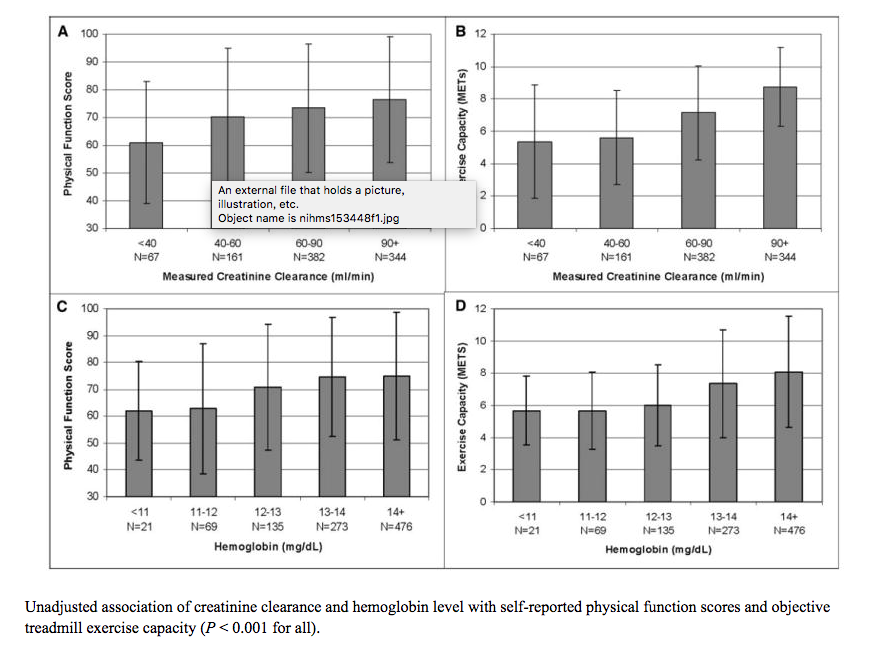 A
100
90
80
70
60
50
40
30
Physical Function Score
<40
40-60
60-90
90+
N=67
N=161
N=382
N=344
Measured Creatinine Clearance (ml/min)
An external file that holds a picture,
illustration, etc.
Object name is nihms153448f1.jpg
B
12
10
8
6
4
2
0
rcise Capacity (METs)
<40
40-60
60-90
90+
N=67
N=161
N=382
N=344
Measured Creatinine Clearance (ml/min)
C
100
90
80
70
60
50
40
30
Physical Function Score
<11
11-12
12-13
13-14
14+
N=21
N=69
N=135
N=273
N=476
Hemoglobin (mg/dL)
D
12
10
8
6
4
2
0
Exercise Capacity (METS)
<11
11-12
12-13
13-14
14+
N=21
N=69
N=135
N=273
N=476
Hemoglobin (mg/dL)
Unadjusted association of creatinine clearance and hemoglobin level with self-reported physical function scores and objective
treadmill exercise capacity (P < 0.001 for all).